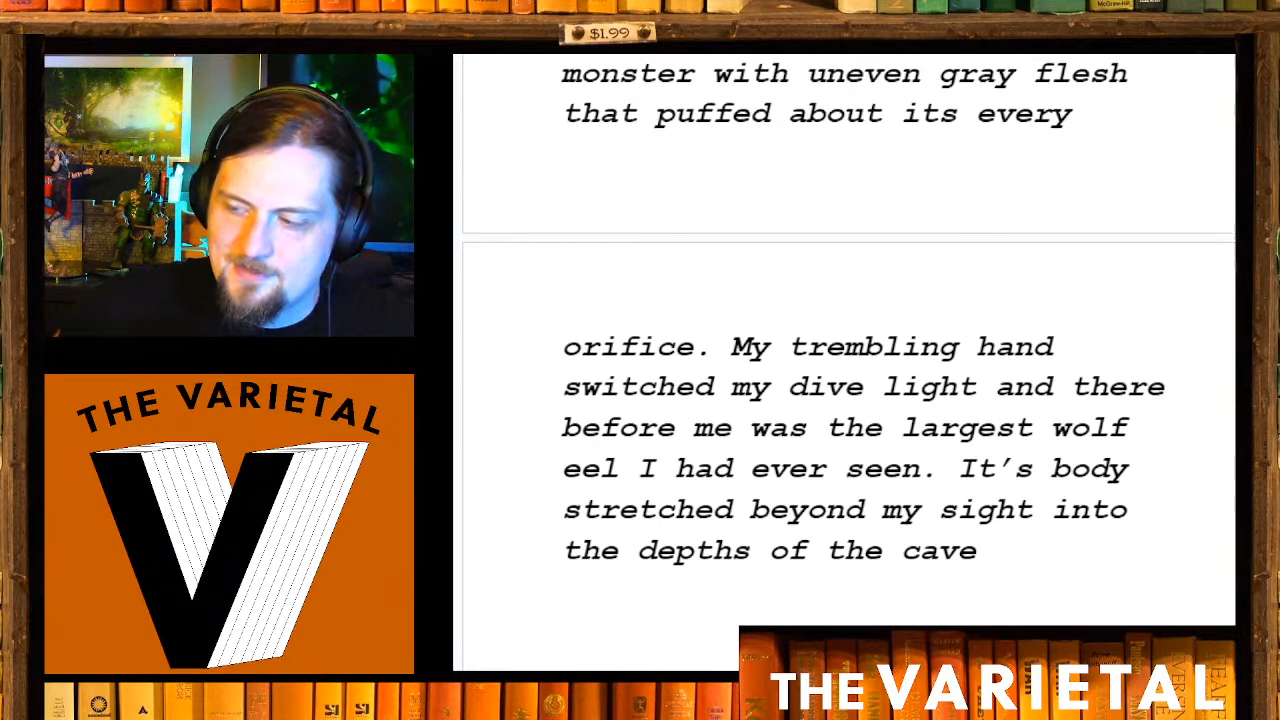 McGraw-Hill
$1.99
monster with uneven gray flesh
that puffed about its every
orifice. My trembling hand
switched my dive light and there
before me was the largest wolf
eel I had ever seen. It’s body
stretched beyond my sight into
the depths of the cave
THE VARIETAL
V
THE VARIETAL